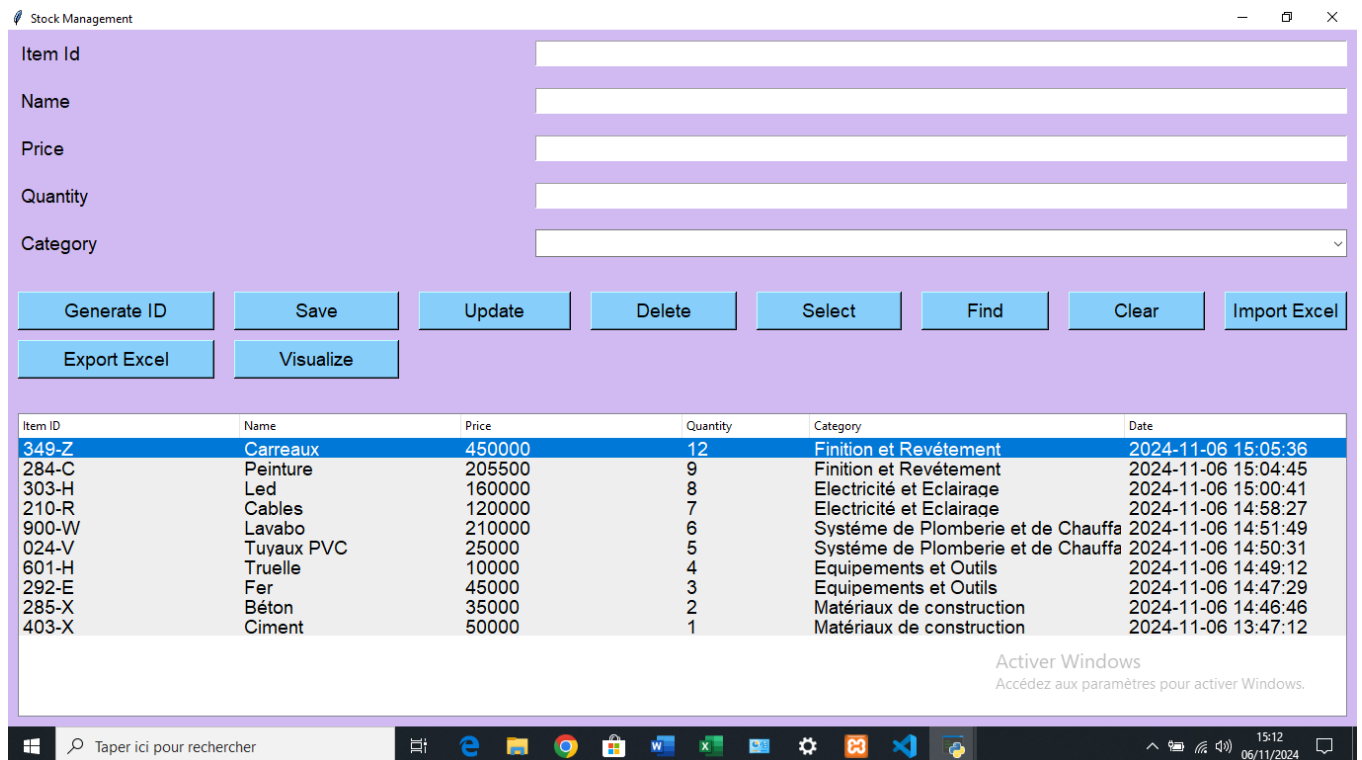 Stock Management
Item Id
Name
Price
Quantity
Category
Generate ID Save Update Delete Select Find Clear Import Excel
Export Excel Visualize
Item ID Name Price Quantity Category Date
349-Z Carreaux 450000 12 Finition et Revétement 2024-11-06 15:05:36
284-C Peinture 205500 9 Finition et Revétement 2024-11-06 15:04:45
303-H Led 160000 8 Electricité et Eclairage 2024-11-06 15:00:41
210-R Cables 120000 7 Electricité et Eclairage 2024-11-06 14:58:27
900-W Lavabo 210000 6 Systéme de Plomberie et de Chauffa 2024-11-06 14:51:49
024-V Tuyaux PVC 25000 5 Systéme de Plomberie et de Chauffa 2024-11-06 14:50:31
601-H Truelle 10000 4 Equipements et Outils 2024-11-06 14:49:12
292-E Fer 45000 3 Equipements et Outils 2024-11-06 14:47:29
285-X Béton 35000 2 Matériaux de construction 2024-11-06 14:46:46
403-X Ciment 50000 1 Matériaux de construction 2024-11-06 13:47:12
Activer Windows
Accédez aux paramètres pour activer Windows.
Taper ici pour rechercher
15:12
06/11/2024